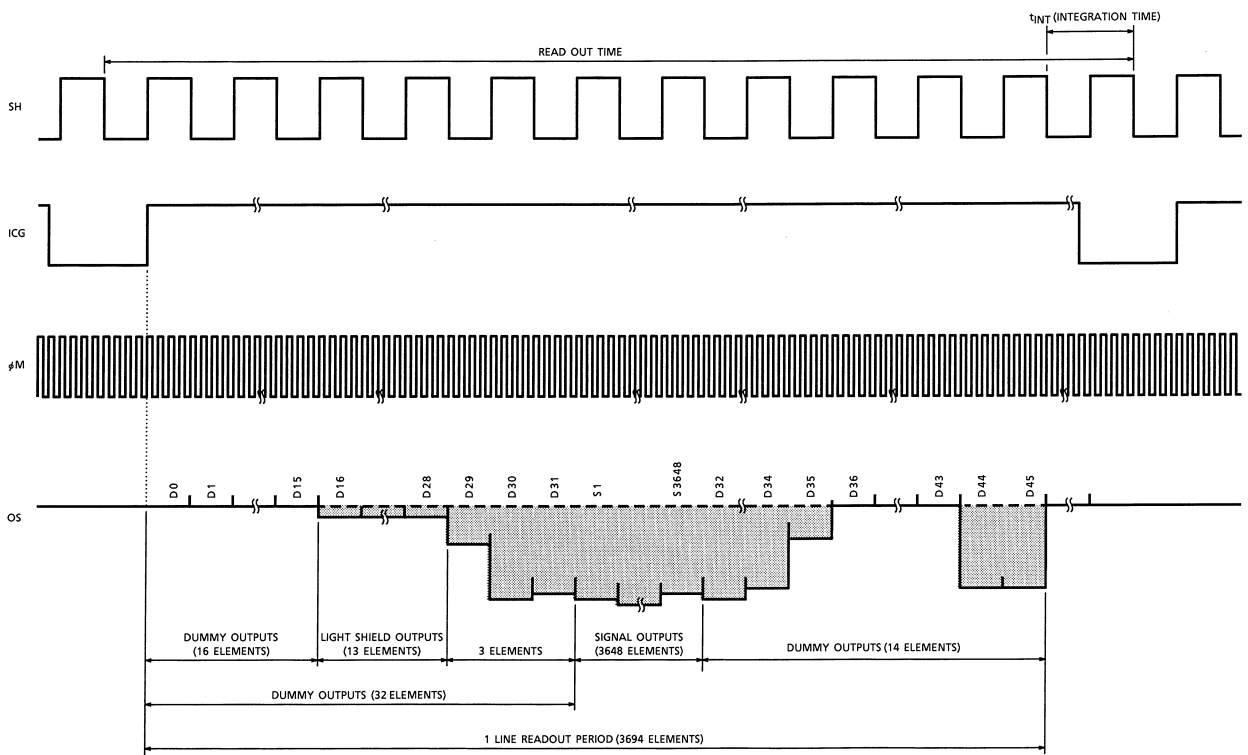 tINT (INTEGRATION TIME)
READ OUT TIME
SH
ICG
φM
D0
D1
D15
D16
D28
D29
D30
D31
S1
S3648
D32
D34
D35
D36
D43
D44
D45
OS
DUMMY OUTPUTS
(16 ELEMENTS)
LIGHT SHIELD OUTPUTS
(13 ELEMENTS)
3 ELEMENTS
SIGNAL OUTPUTS
(3648 ELEMENTS)
DUMMY OUTPUTS (14 ELEMENTS)
DUMMY OUTPUTS (32 ELEMENTS)
1 LINE READOUT PERIOD (3694 ELEMENTS)